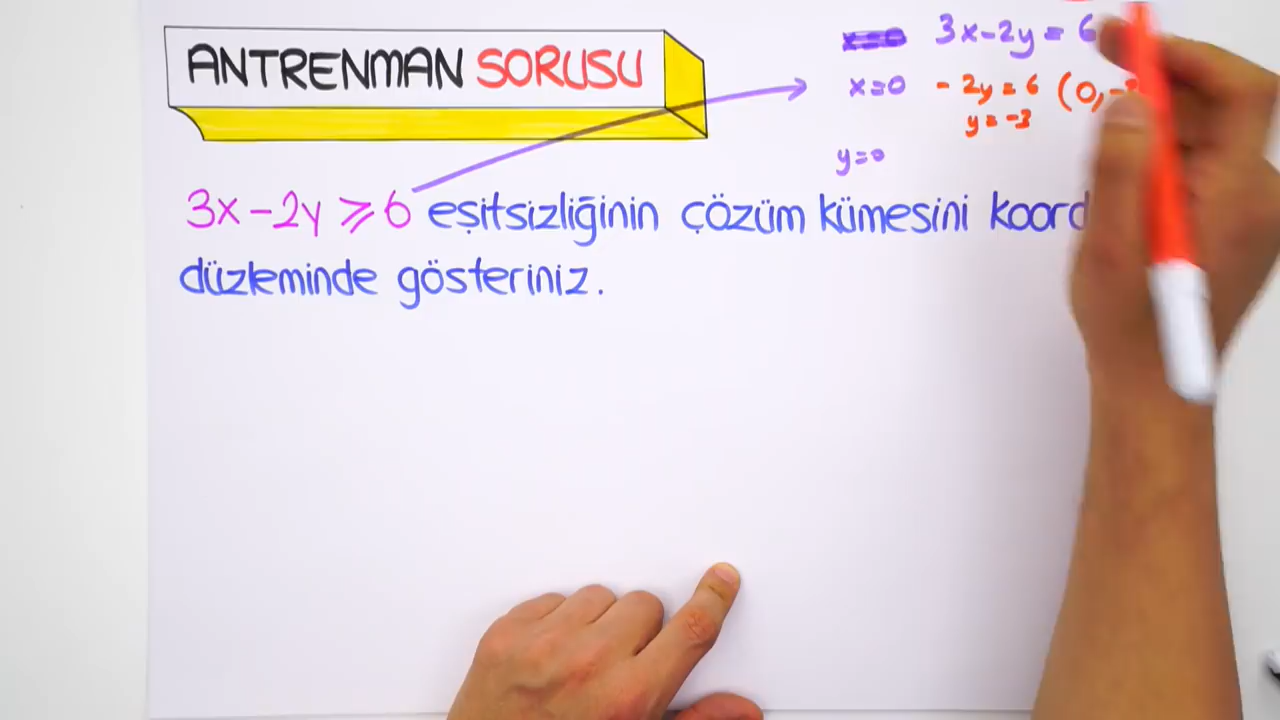 ANTRENMAN SORUSU
x=0 3x-2y=6
x=0 -2y=6 (0,-
y=-3
y=0
3x-2y ≥ 6 eşitsizliğinin çözüm kümesini
düzleminde gösteriniz.